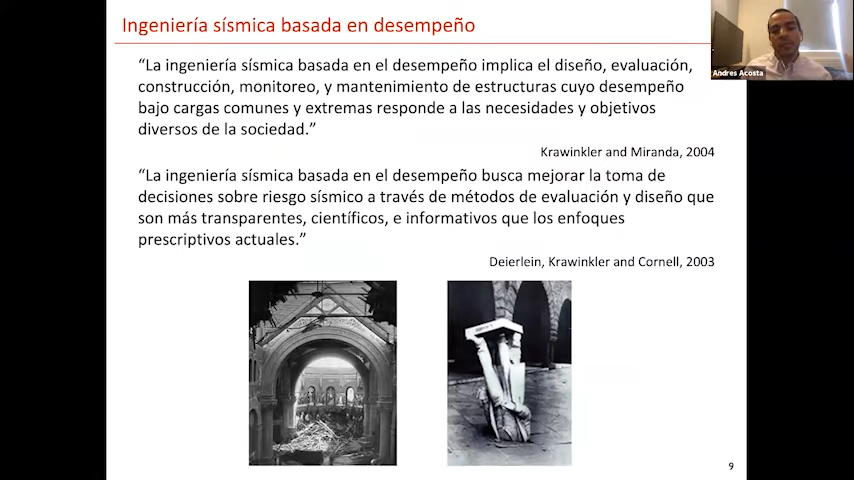 Ingeniería sísmica basada en desempeño
Andres Acosta
“La ingeniería sísmica basada en el desempeño implica el diseño, evaluación,
construcción, monitoreo, y mantenimiento de estructuras cuyo desempeño
bajo cargas comunes y extremas responde a las necesidades y objetivos
diversos de la sociedad.”
Krawinkler and Miranda, 2004
“La ingeniería sísmica basada en el desempeño busca mejorar la toma de
decisiones sobre riesgo sísmico a través de métodos de evaluación y diseño que
son más transparentes, científicos, e informativos que los enfoques
prescriptivos actuales.”
Deierlein, Krawinkler and Cornell, 2003
9